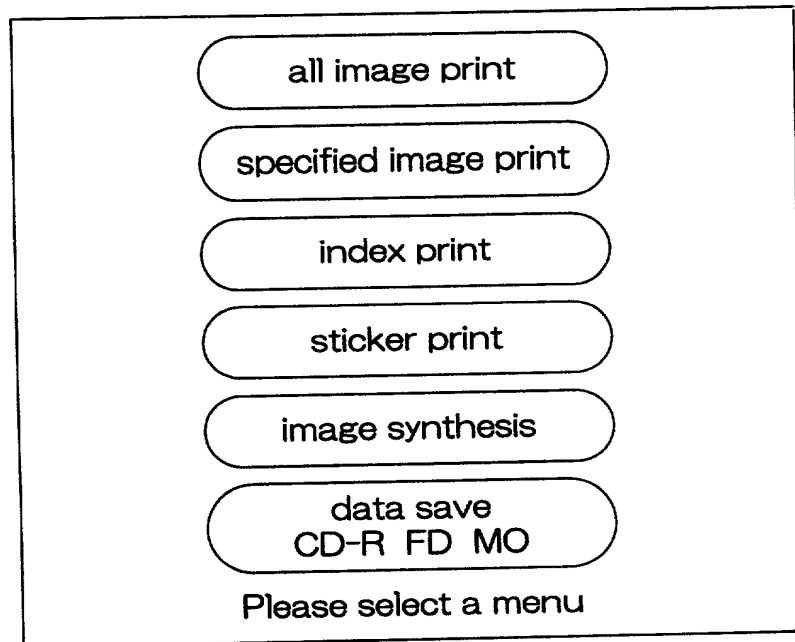 all image print
specified image print
index print
sticker print
image synthesis
data save
CD-R FD MO
Please select a menu